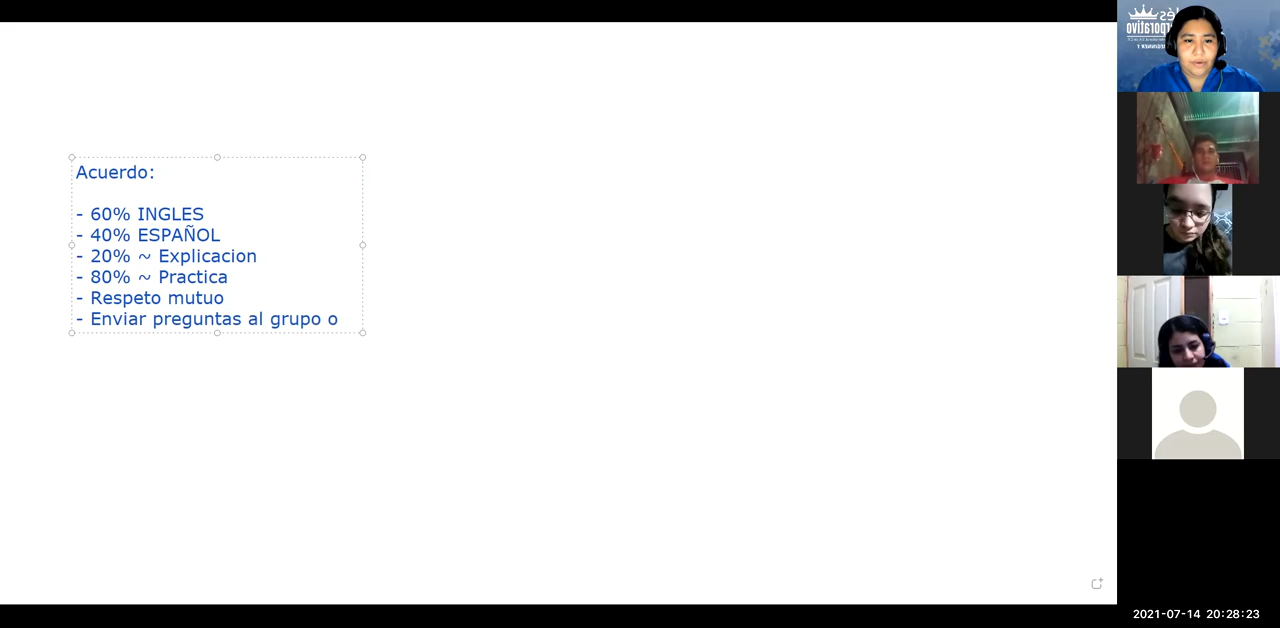 Acuerdo:
- 60% INGLES
- 40% ESPAÑOL
- 20% ~ Explicacion
- 80% ~ Practica
- Respeto mutuo
- Enviar preguntas al grupo o
2021-07-14 20:28:23